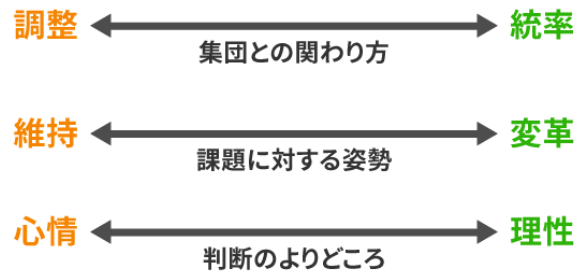 調整 統率
集団との関わり方
維持 変革
課題に対する姿勢
心情 理性
判断のよりどころ